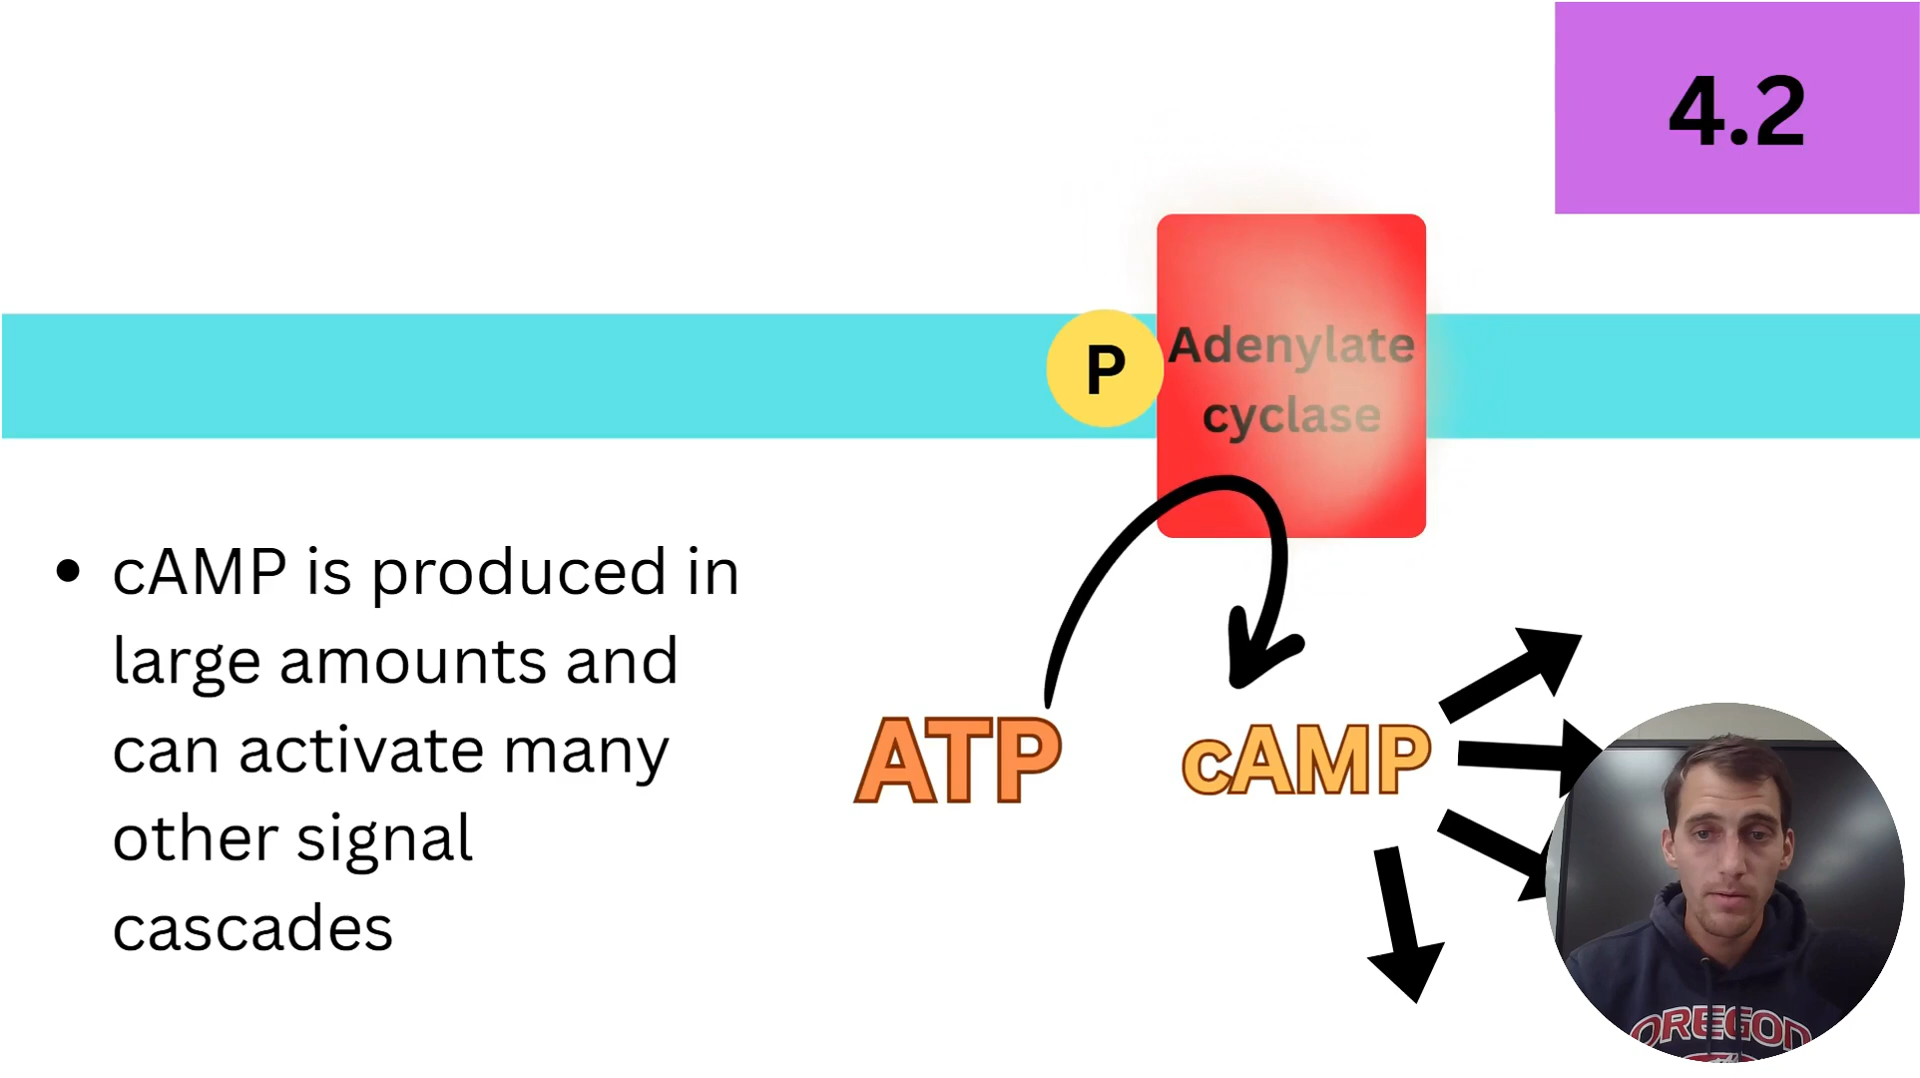 4.2
P
Adenylate
cyclase
• cAMP is produced in
large amounts and
can activate many
other signal
cascades
ATP
cAMP
OREGON